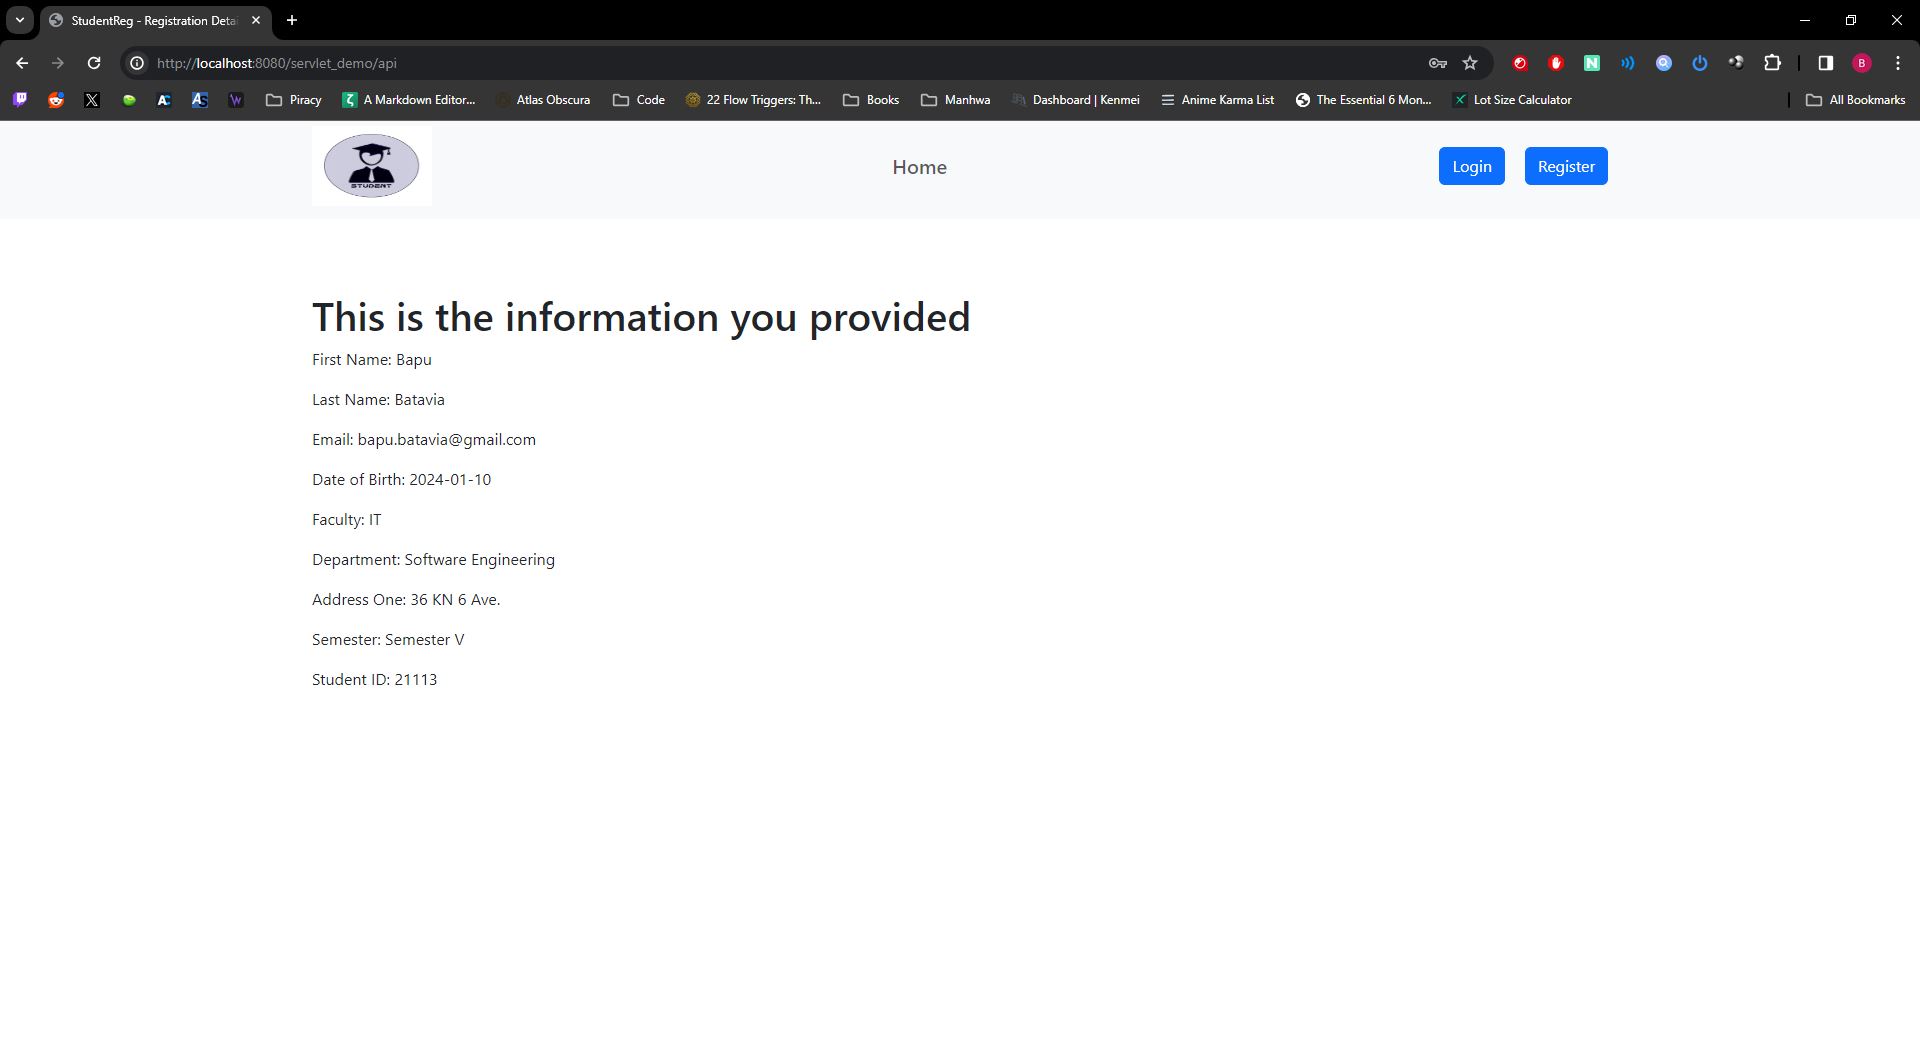 StudentReg - Registration Deta
http://localhost:8080/servlet_demo/api
B
Piracy
A Markdown Editor...
Atlas Obscura
Code
22 Flow Triggers: Th...
Books
Manhwa
Dashboard | Kenmei
Anime Karma List
The Essential 6 Mon...
Lot Size Calculator
All Bookmarks
STUDENT
Home
Login
Register
This is the information you provided
First Name: Bapu
Last Name: Batavia
Email: bapu.batavia@gmail.com
Date of Birth: 2024-01-10
Faculty: IT
Department: Software Engineering
Address One: 36 KN 6 Ave.
Semester: Semester V
Student ID: 21113